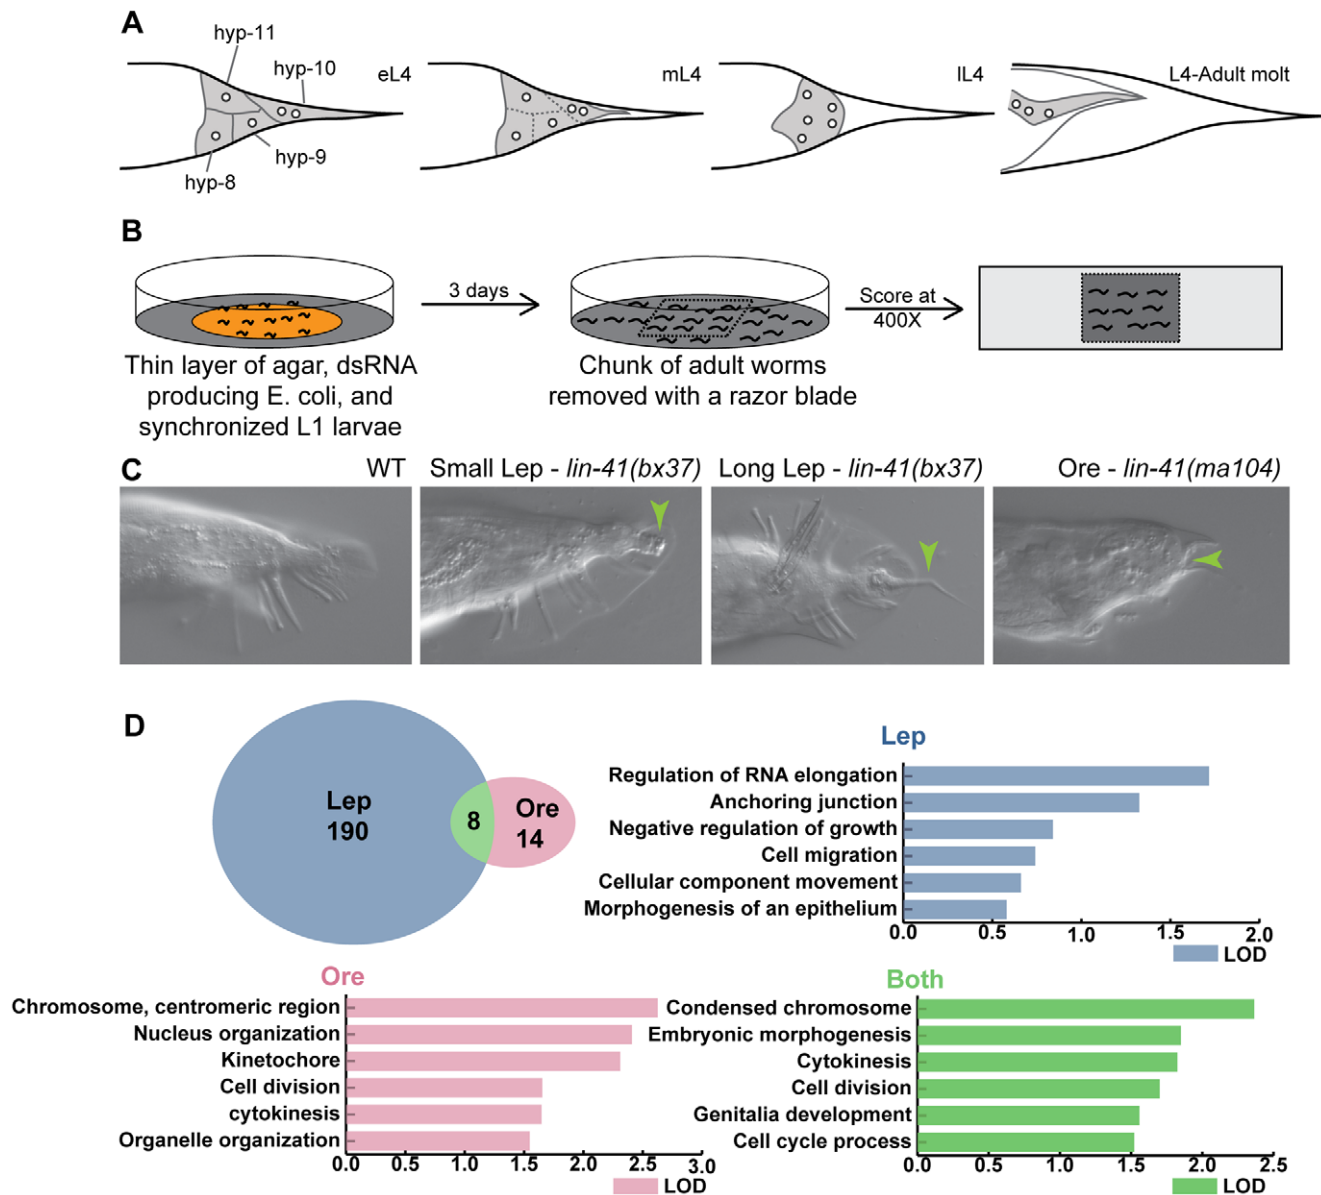 A
hyp-11
hyp-10
eL4
hyp-9
hyp-8
mL4
lL4
L4-Adult molt
B
3 days
Score at
400X
Thin layer of agar, dsRNA
producing E. coli, and
synchronized L1 larvae
Chunk of adult worms
removed with a razor blade
C
WT
Small Lep - lin-41(bx37)
Long Lep - lin-41(bx37)
Ore - lin-41(ma104)
D
Lep
190
8
Ore
14
Lep
Regulation of RNA elongation
Anchoring junction
Negative regulation of growth
Cell migration
Cellular component movement
Morphogenesis of an epithelium
0.0 0.5 1.0 1.5 2.0
LOD
Ore
Chromosome, centromeric region
Nucleus organization
Kinetochore
Cell division
cytokinesis
Organelle organization
0.0 0.5 1.0 1.5 2.0 2.5 3.0
LOD
Both
Condensed chromosome
Embryonic morphogenesis
Cytokinesis
Cell division
Genitalia development
Cell cycle process
0.0 0.5 1.0 1.5 2.0 2.5
LOD